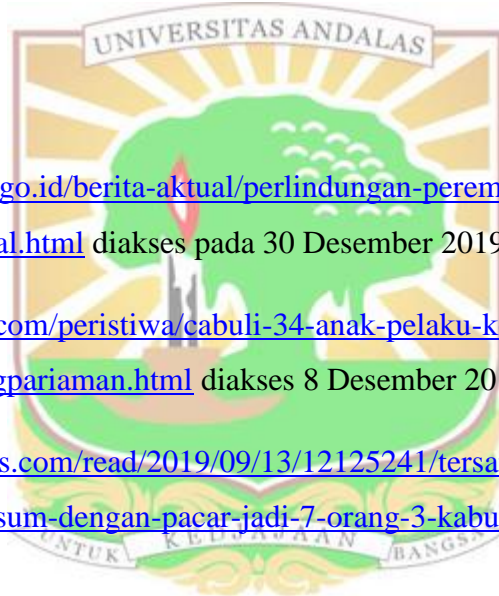 UNIVERSITAS ANDALAS
go.id/berita-aktual/perlindungan-perem
al.html diakses pada 30 Desember 2019
com/peristiwa/cabuli-34-anak-pelaku-k
gpariaman.html diakses 8 Desember 20
s.com/read/2019/09/13/12125241/tersa
sum-dengan-pacar-jadi-7-orang-3-kabu
UNTUK KEDJAJAAN BANGSA